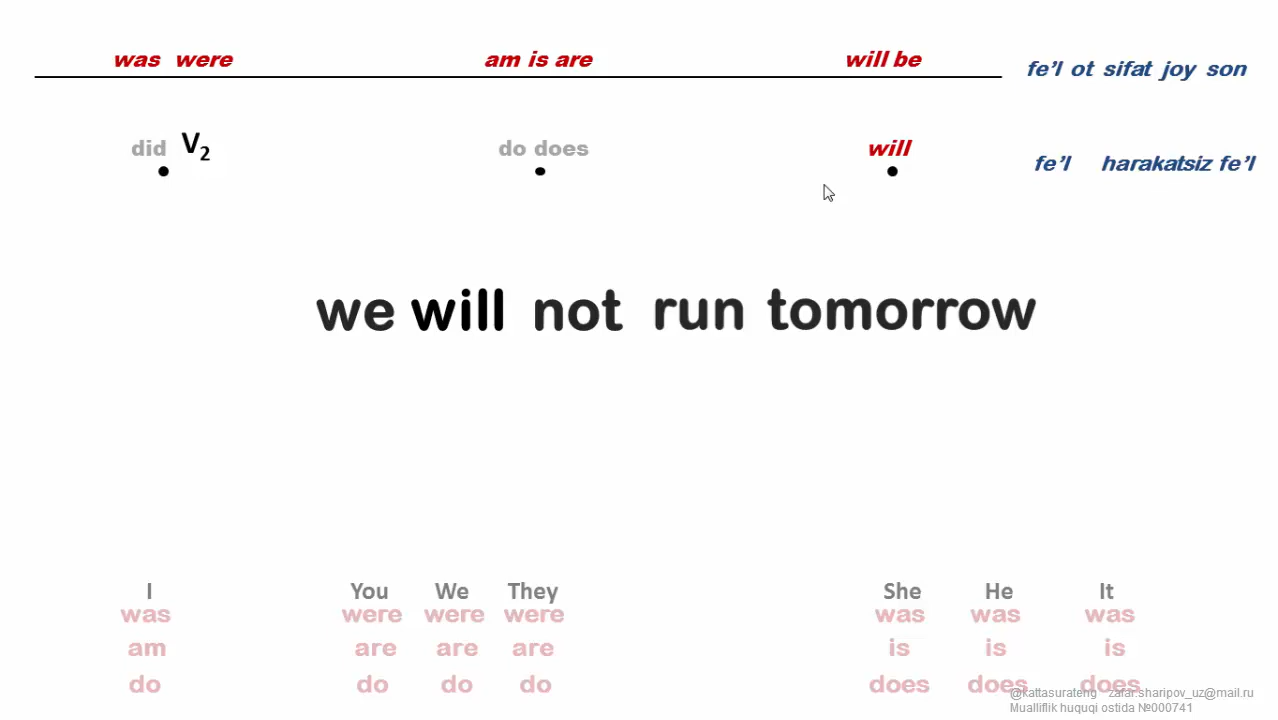 was were am is are will be fe’l ot sifat joy son
did V₂ do does will fe’l harakatsiz fe’l
we will not run tomorrow
I You We They She He It
was were were were was was was
am are are are is is is
do do do do does does does
@kattasurateng zafar.sharipov_uz@mail.ru
Mualliflik huquqi ostida №000741